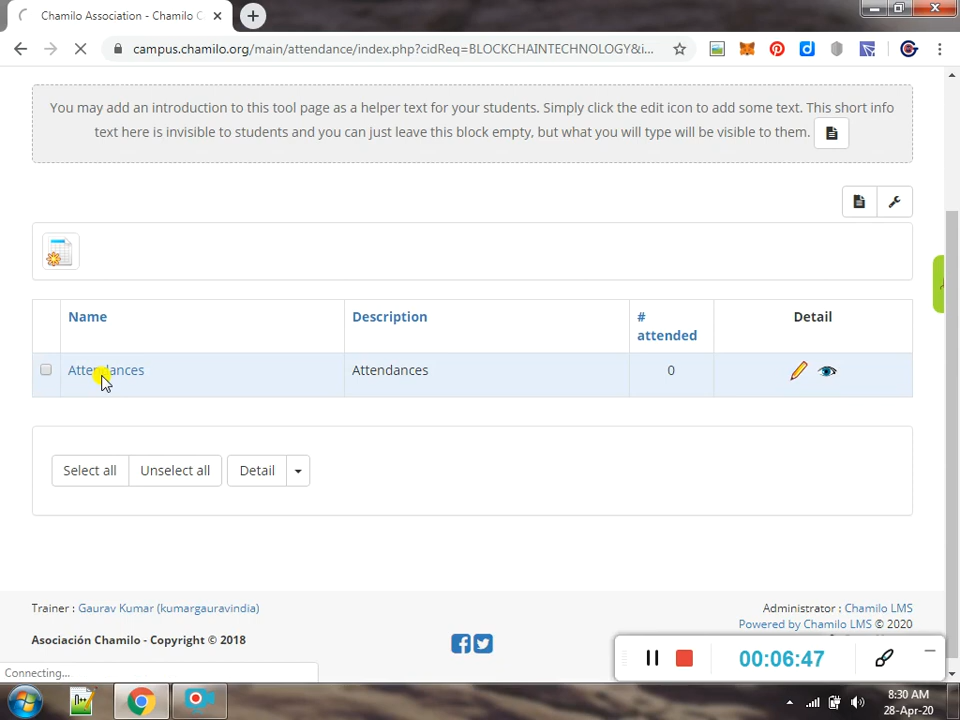 Chamilo Association - Chamilo C
campus.chamilo.org/main/attendance/index.php?cidReq=BLOCKCHAINTECHNOLOGY&i...
You may add an introduction to this tool page as a helper text for your students. Simply click the edit icon to add some text. This short info
text here is invisible to students and you can just leave this block empty, but what you will type will be visible to them.
Name
Description
# attended
Detail
Attendances
Attendances
0
Select all
Unselect all
Detail
Trainer : Gaurav Kumar (kumargauravindia)
Administrator : Chamilo LMS
Powered by Chamilo LMS © 2020
Asociación Chamilo - Copyright © 2018
00:06:47
Connecting...
8:30 AM
28-Apr-20